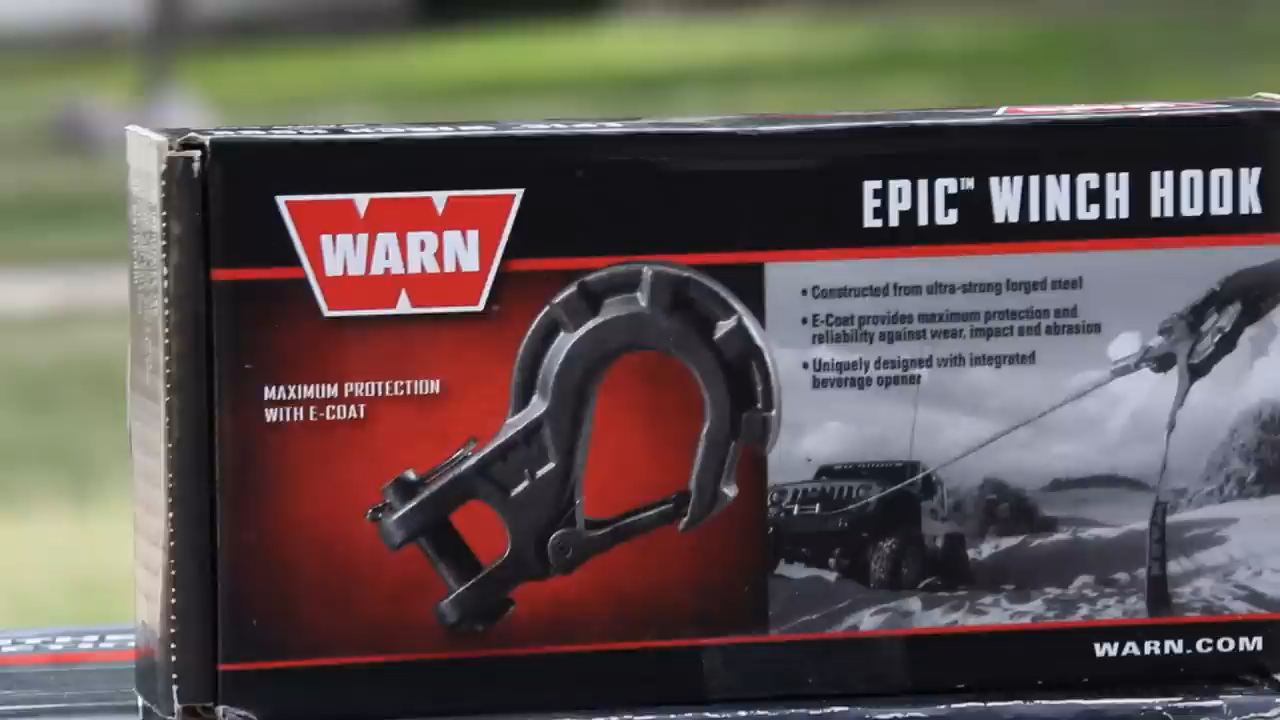 WARN
EPIC™ WINCH HOOK
• Constructed from ultra-strong forged steel
• E-Coat provides maximum protection and
reliability against wear, impact and abrasion
• Uniquely designed with integrated
beverage opener
MAXIMUM PROTECTION
WITH E-COAT
WARN.COM